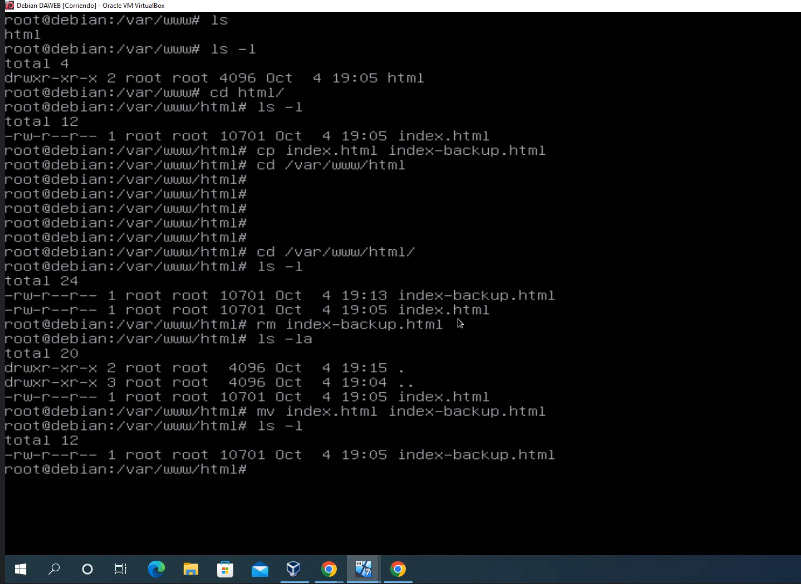 Debian DAWEB [Corriendo] - Oracle VM VirtualBox
root@debian:/var/www# ls
html
root@debian:/var/www# ls -l
total 4
drwxr-xr-x 2 root root 4096 Oct  4 19:05 html
root@debian:/var/www# cd html/
root@debian:/var/www/html# ls -l
total 12
-rw-r--r-- 1 root root 10701 Oct  4 19:05 index.html
root@debian:/var/www/html# cp index.html index-backup.html
root@debian:/var/www/html# cd /var/www/html
root@debian:/var/www/html#
root@debian:/var/www/html#
root@debian:/var/www/html#
root@debian:/var/www/html#
root@debian:/var/www/html#
root@debian:/var/www/html# cd /var/www/html/
root@debian:/var/www/html# ls -l
total 24
-rw-r--r-- 1 root root 10701 Oct  4 19:13 index-backup.html
-rw-r--r-- 1 root root 10701 Oct  4 19:05 index.html
root@debian:/var/www/html# rm index-backup.html
root@debian:/var/www/html# ls -la
total 20
drwxr-xr-x 2 root root  4096 Oct  4 19:15 .
drwxr-xr-x 3 root root  4096 Oct  4 19:04 ..
-rw-r--r-- 1 root root 10701 Oct  4 19:05 index.html
root@debian:/var/www/html# mv index.html index-backup.html
root@debian:/var/www/html# ls -l
total 12
-rw-r--r-- 1 root root 10701 Oct  4 19:05 index-backup.html
root@debian:/var/www/html#